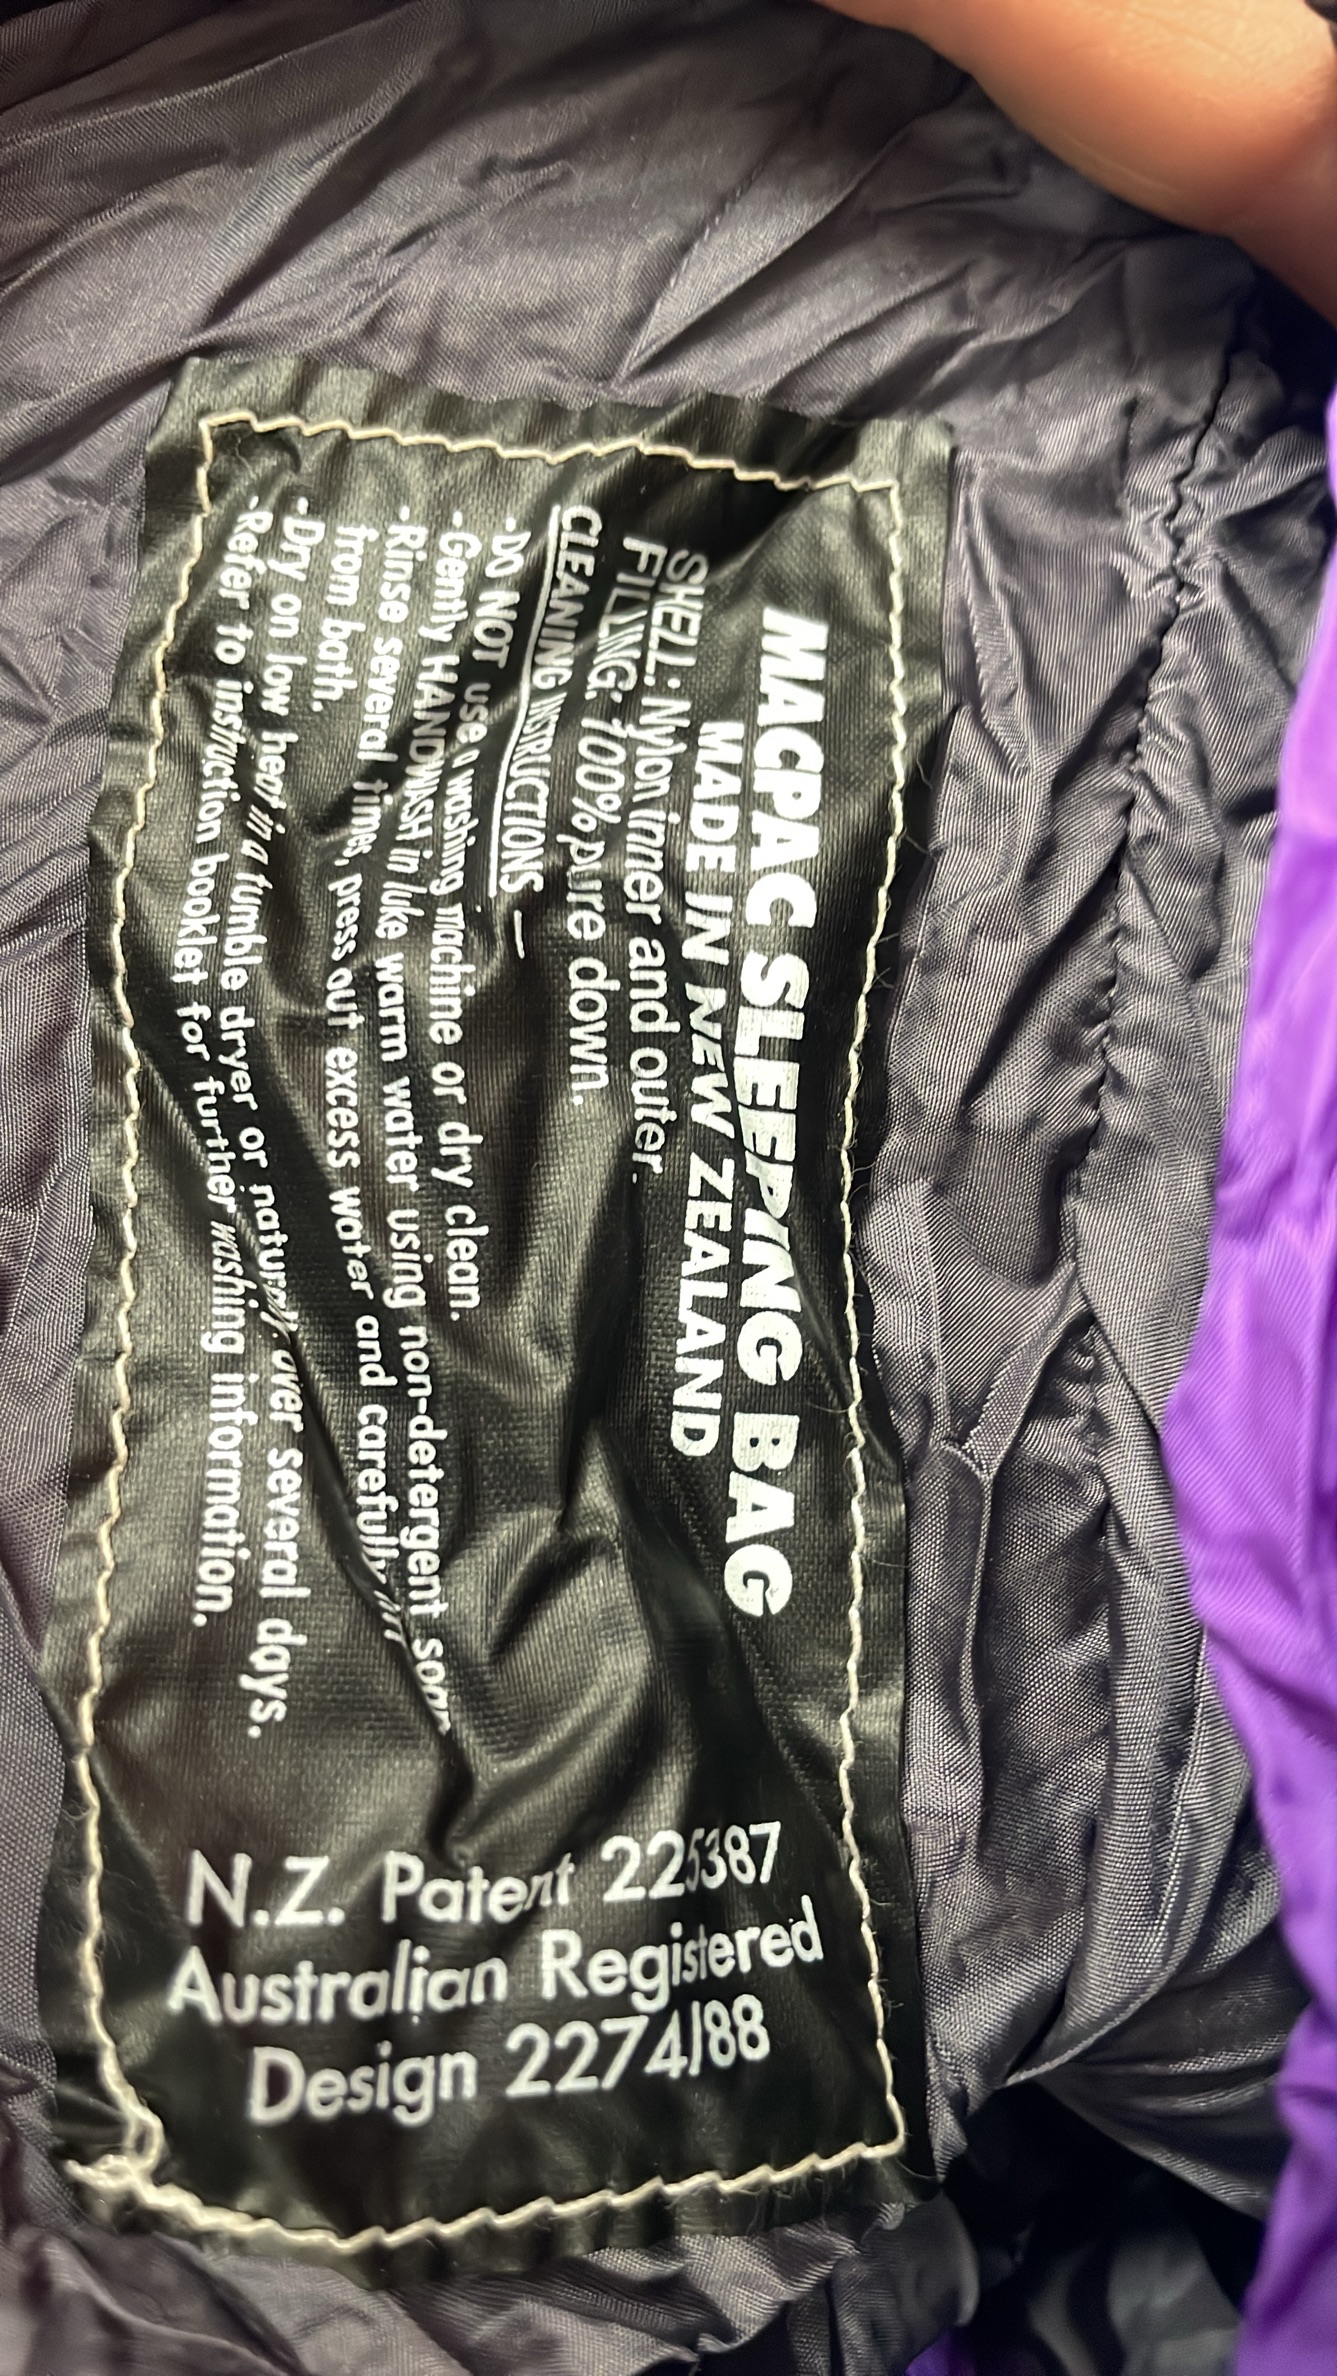 MACPAC SLEEPING BAG
MADE IN NEW ZEALAND
SHELL: Nylon inner and outer.
FILLING: 100% pure down.
CLEANING INSTRUCTIONS —
-DO NOT use a washing machine or dry clean.
-Gently HANDWASH in luke warm water using non-detergent soap
-Rinse several times, press out excess water and carefully lift
from bath.
-Dry on low heat in a tumble dryer or naturally over several days.
-Refer to instruction booklet for further washing information.
N.Z. Patent 225387
Australian Registered
Design 2274/88